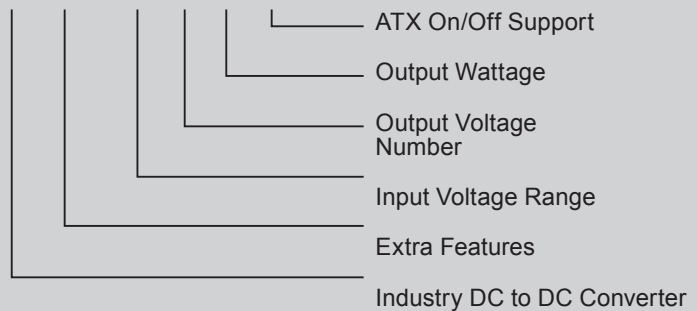 ATX On/Off Support
Output Wattage
Output Voltage
Number
Input Voltage Range
Extra Features
Industry DC to DC Converter